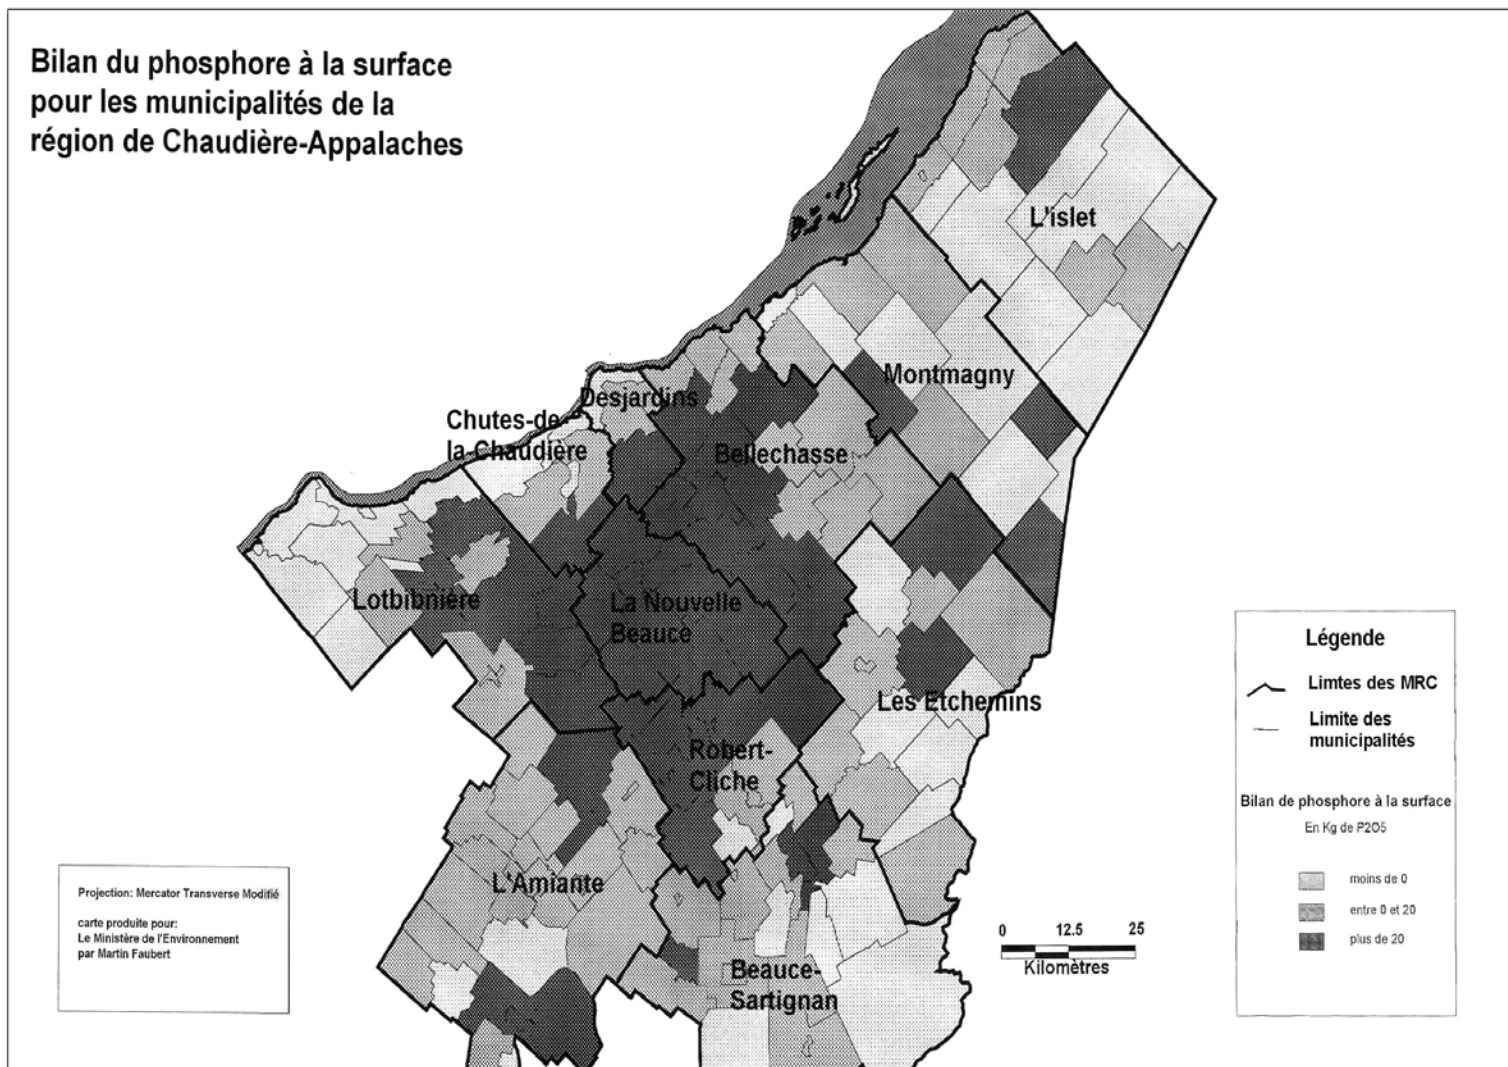 Bilan du phosphore à la surface
pour les municipalités de la
région de Chaudière-Appalaches
L'islet
Montmagny
Desjardins
Chutes-de-
la-Chaudière
Bellechasse
Lotbibnière
La Nouvelle
Beauce
Les Etchemins
Robert-
Cliche
L'Amiante
Beauce-
Sartignan
Légende
Limtes des MRC
Limite des
municipalités
Bilan de phosphore à la surface
En Kg de P2O5
moins de 0
entre 0 et 20
plus de 20
0 12.5 25
Kilomètres
Projection: Mercator Transverse Modifié
carte produite pour:
Le Ministère de l'Environnement
par Martin Faubert